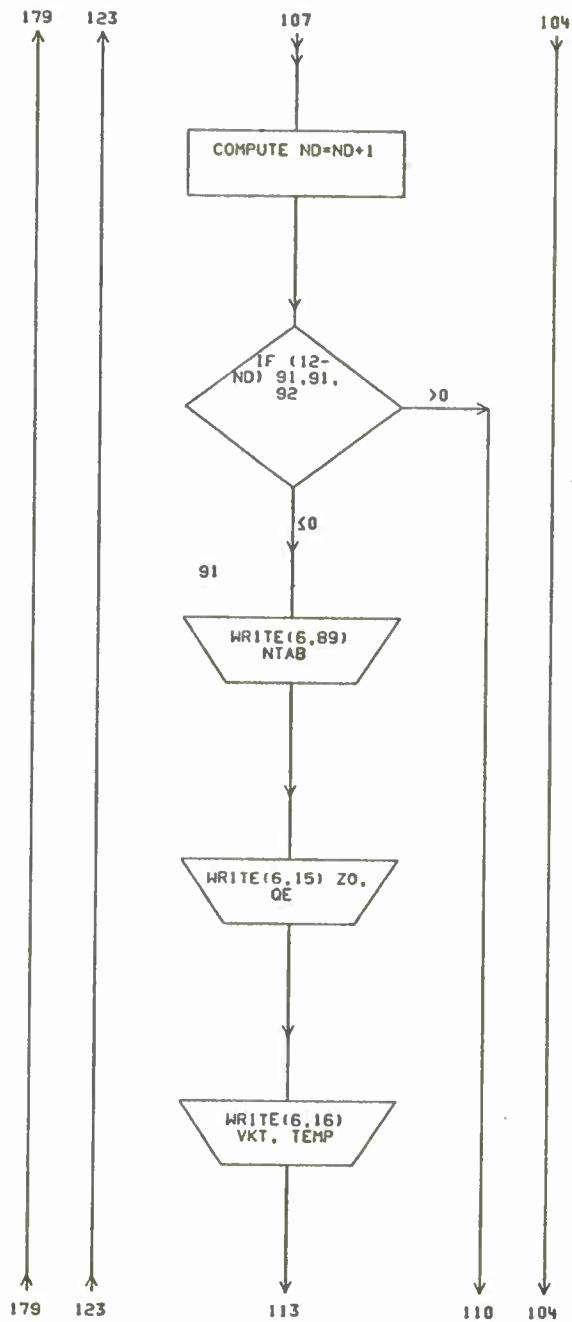 179 123 107 104
COMPUTE ND=ND+1
IF (12-
ND) 91,91,
92
>0
≤0
91
WRITE(6,89)
NTAB
WRITE(6,15) ZO,
QE
WRITE(6,16)
VKT, TEMP
179 123 113 110 104